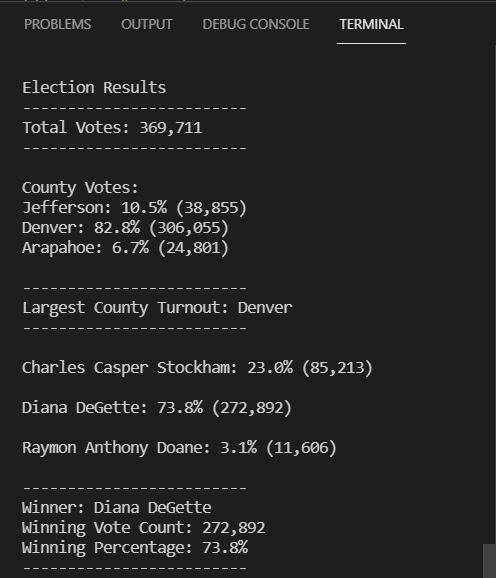 PROBLEMS OUTPUT DEBUG CONSOLE TERMINAL
Election Results
-------------------------
Total Votes: 369,711
-------------------------
County Votes:
Jefferson: 10.5% (38,855)
Denver: 82.8% (306,055)
Arapahoe: 6.7% (24,801)
-------------------------
Largest County Turnout: Denver
-------------------------
Charles Casper Stockham: 23.0% (85,213)
Diana DeGette: 73.8% (272,892)
Raymon Anthony Doane: 3.1% (11,606)
-------------------------
Winner: Diana DeGette
Winning Vote Count: 272,892
Winning Percentage: 73.8%
-------------------------